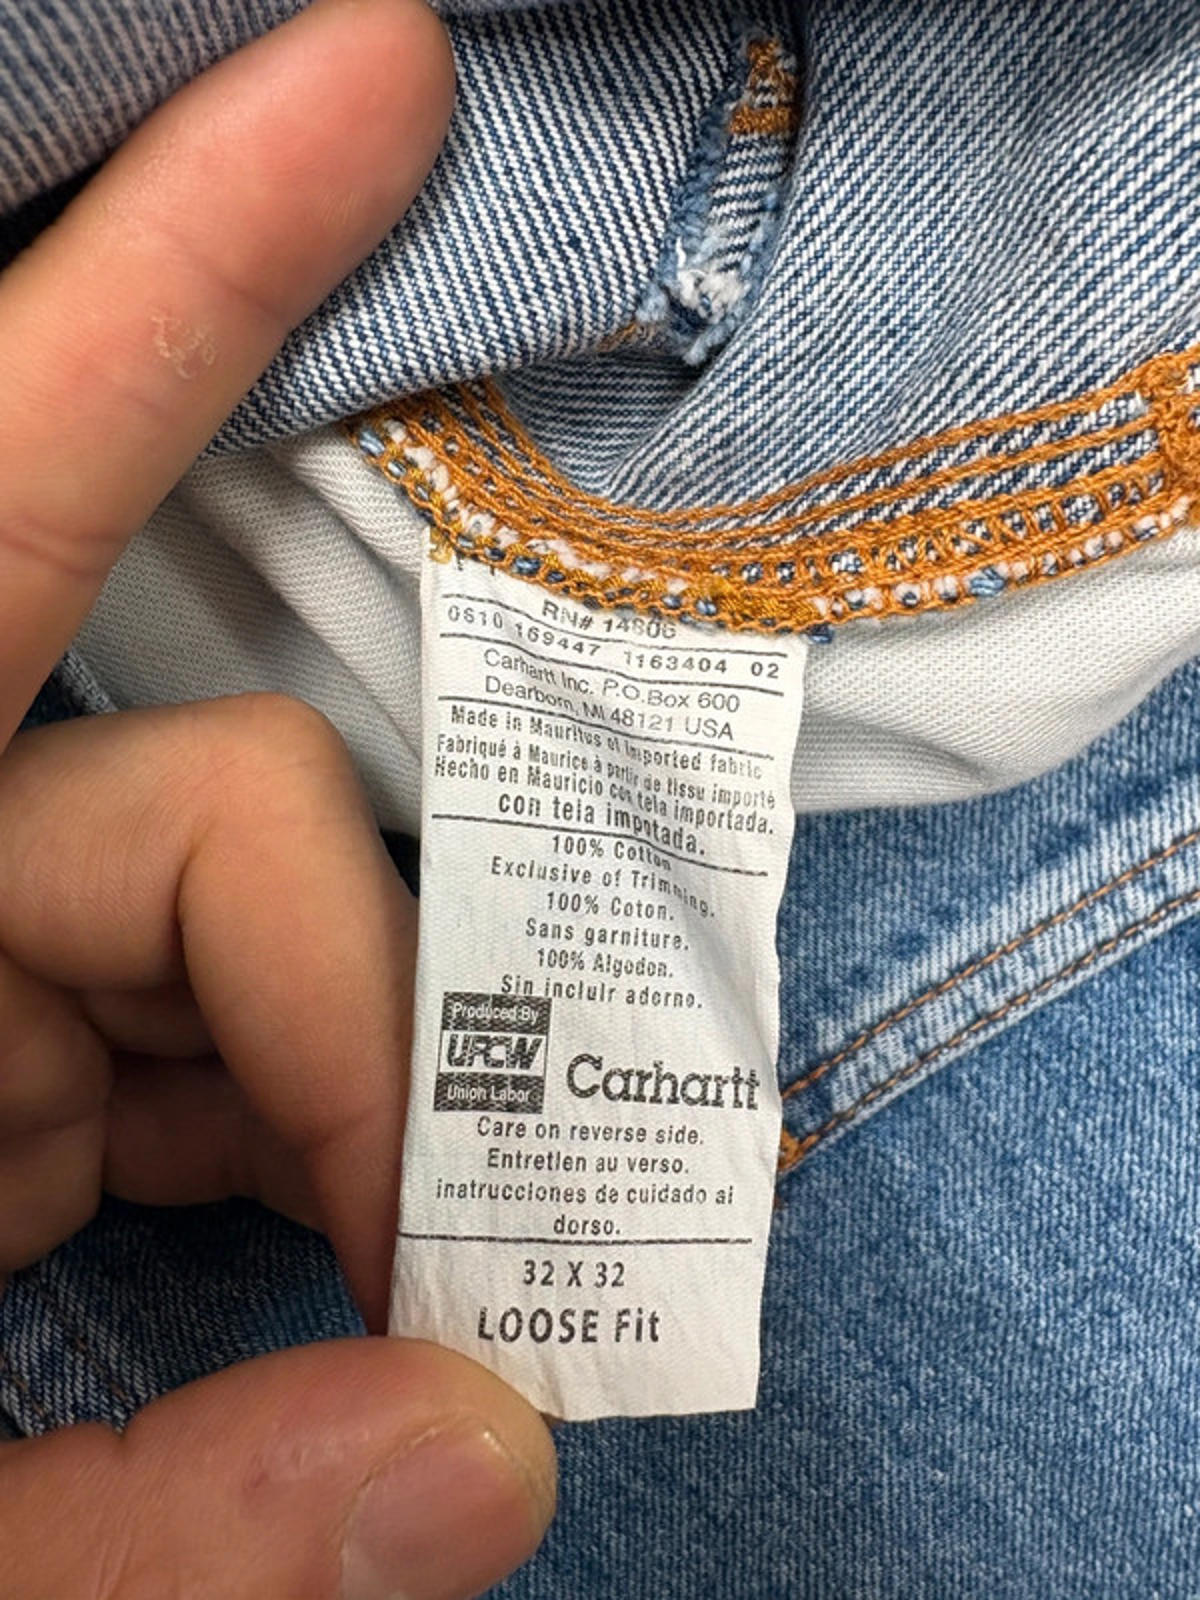 RN# 14806
0610 169447 1163404 02
Carhartt Inc. P.O.Box 600
Dearborn, MI 48121 USA
Made in Mauritus of Imported fabric
Fabriqué à Maurice à partir de tissu importé
Hecho en Mauricio con tela importada.
con tela impotada.
100% Cotton
Exclusive of Trimming.
100% Coton.
Sans garniture.
100% Algodon.
Sin incluir adorno.
Produced By
UFCW
Union Labor
Carhartt
Care on reverse side.
Entretien au verso.
inatrucciones de cuidado al
dorso.
32 X 32
LOOSE Fit